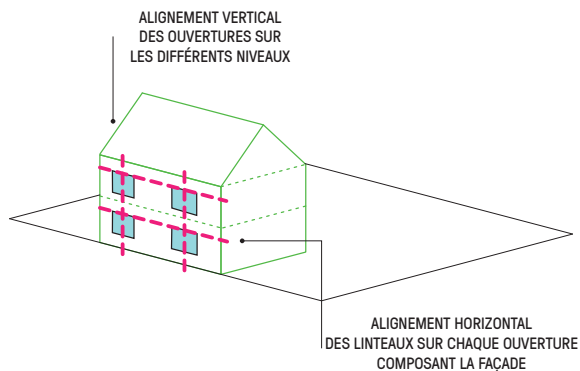 ALIGNEMENT VERTICAL
DES OUVERTURES SUR
LES DIFFÉRENTS NIVEAUX
ALIGNEMENT HORIZONTAL
DES LINTEAUX SUR CHAQUE OUVERTURE
COMPOSANT LA FAÇADE